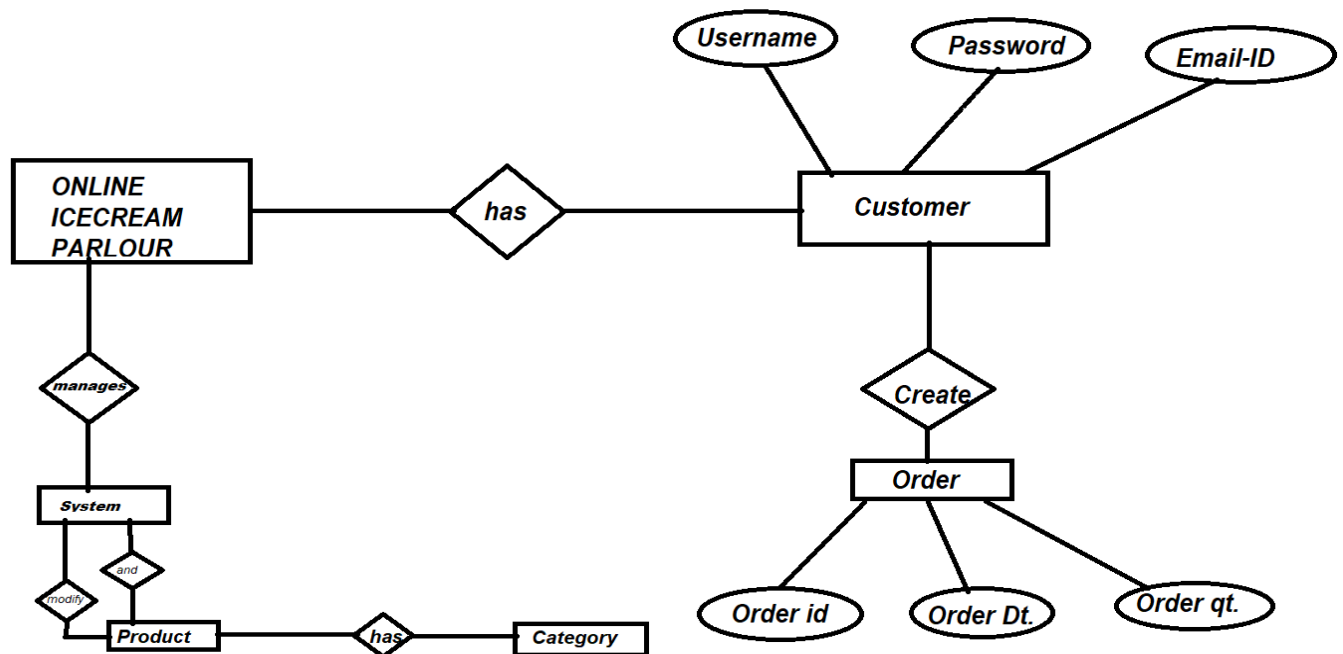 Username
Password
Email-ID
ONLINE
ICECREAM
PARLOUR
has
Customer
manages
Create
System
Order
and
modify
Order id
Order Dt.
Order qt.
Product
has
Category